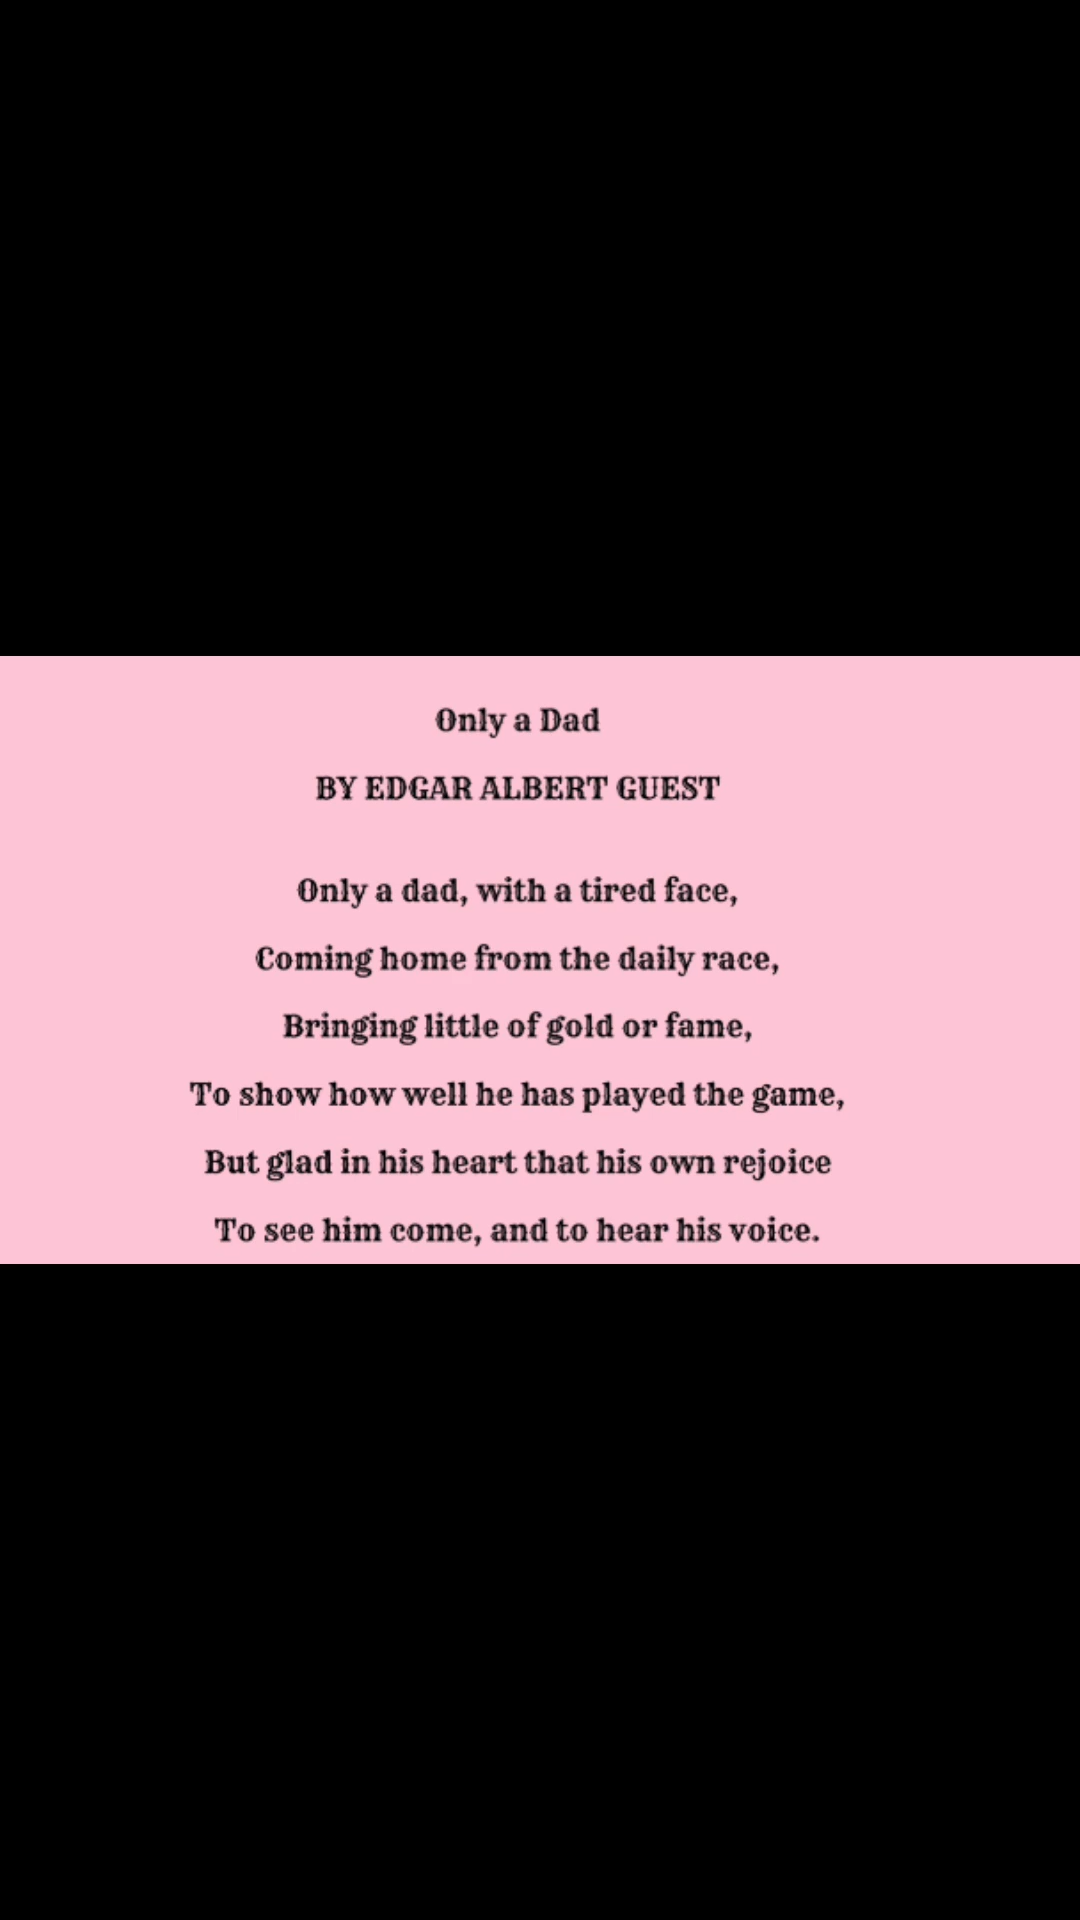 Only a Dad
BY EDGAR ALBERT GUEST
Only a dad, with a tired face,
Coming home from the daily race,
Bringing little of gold or fame,
To show how well he has played the game,
But glad in his heart that his own rejoice
To see him come, and to hear his voice.